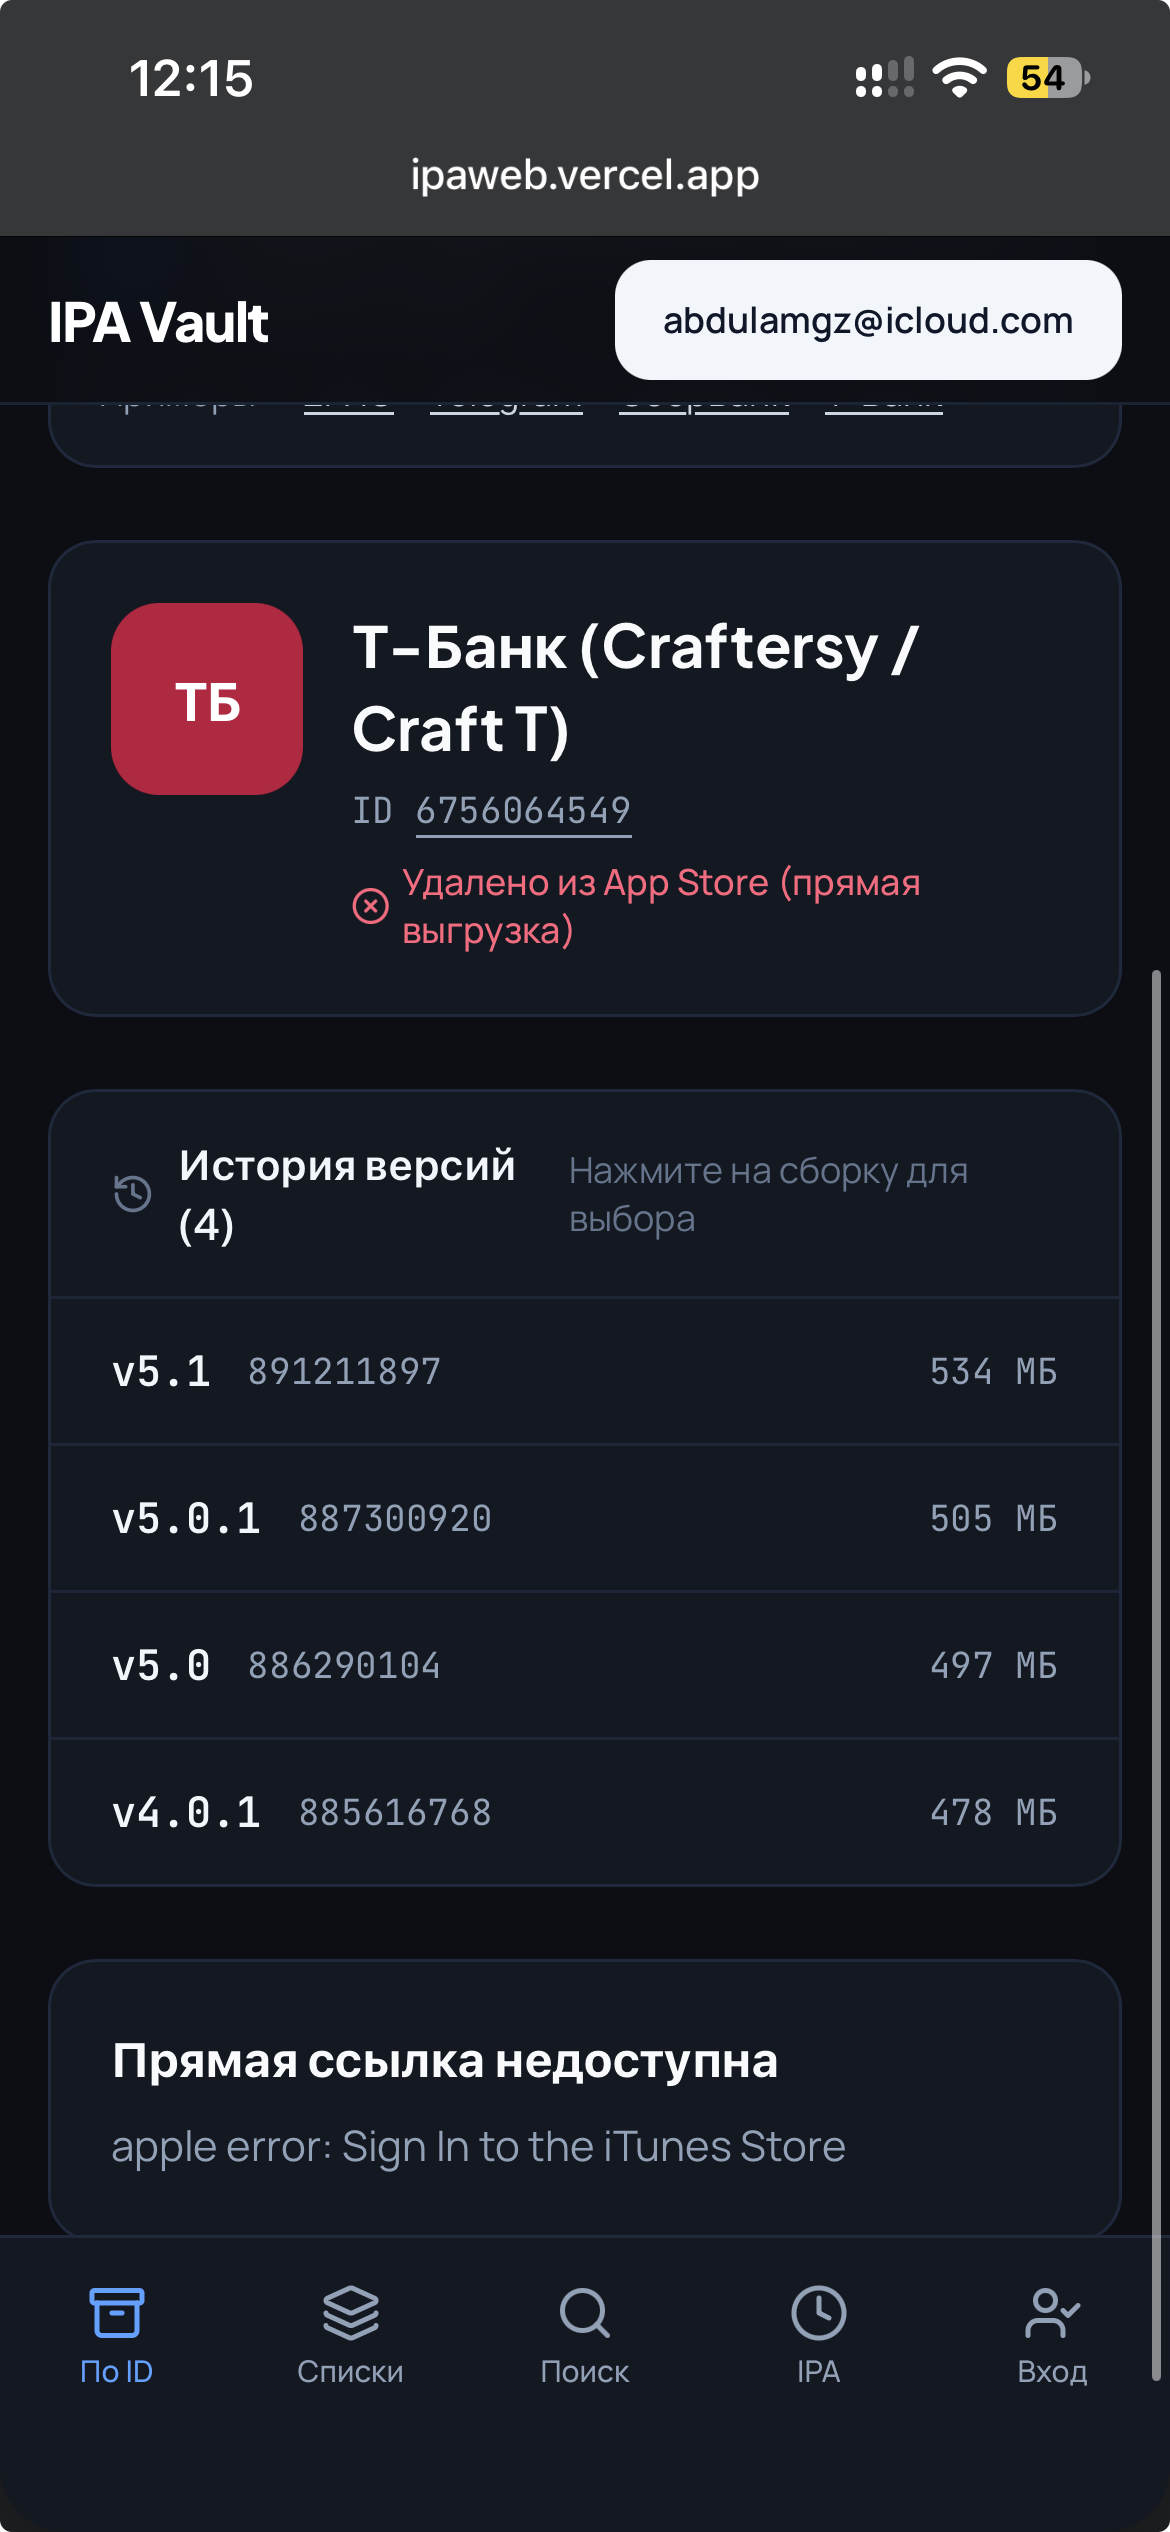 12:15
54
ipaweb.vercel.app
IPA Vault
abdulamgz@icloud.com
ТБ
Т-Банк (Craftersy /
Craft T)
ID 6756064549
Удалено из App Store (прямая
выгрузка)
История версий
(4)
Нажмите на сборку для
выбора
v5.1 891211897 534 МБ
v5.0.1 887300920 505 МБ
v5.0 886290104 497 МБ
v4.0.1 885616768 478 МБ
Прямая ссылка недоступна
apple error: Sign In to the iTunes Store
По ID
Списки
Поиск
IPA
Вход